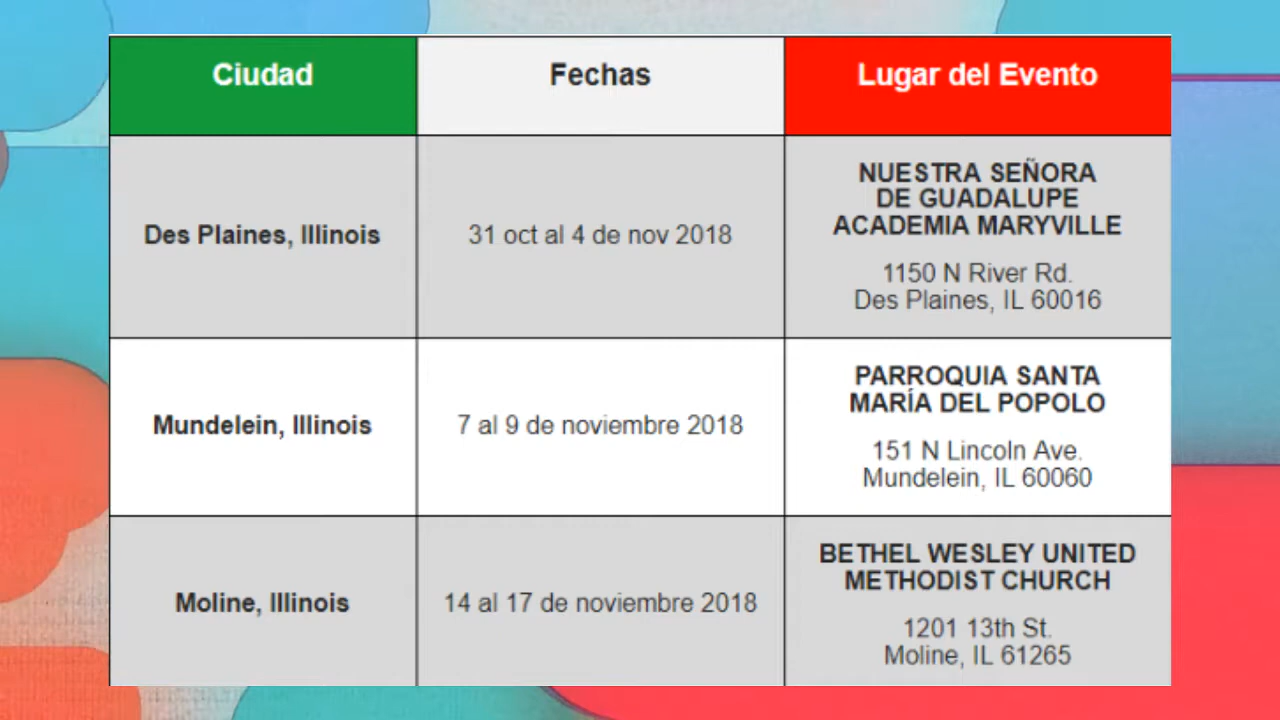 Ciudad
Fechas
Lugar del Evento
Des Plaines, Illinois
31 oct al 4 de nov 2018
NUESTRA SEÑORA
DE GUADALUPE
ACADEMIA MARYVILLE
1150 N River Rd.
Des Plaines, IL 60016
Mundelein, Illinois
7 al 9 de noviembre 2018
PARROQUIA SANTA
MARÍA DEL POPOLO
151 N Lincoln Ave.
Mundelein, IL 60060
Moline, Illinois
14 al 17 de noviembre 2018
BETHEL WESLEY UNITED
METHODIST CHURCH
1201 13th St.
Moline, IL 61265